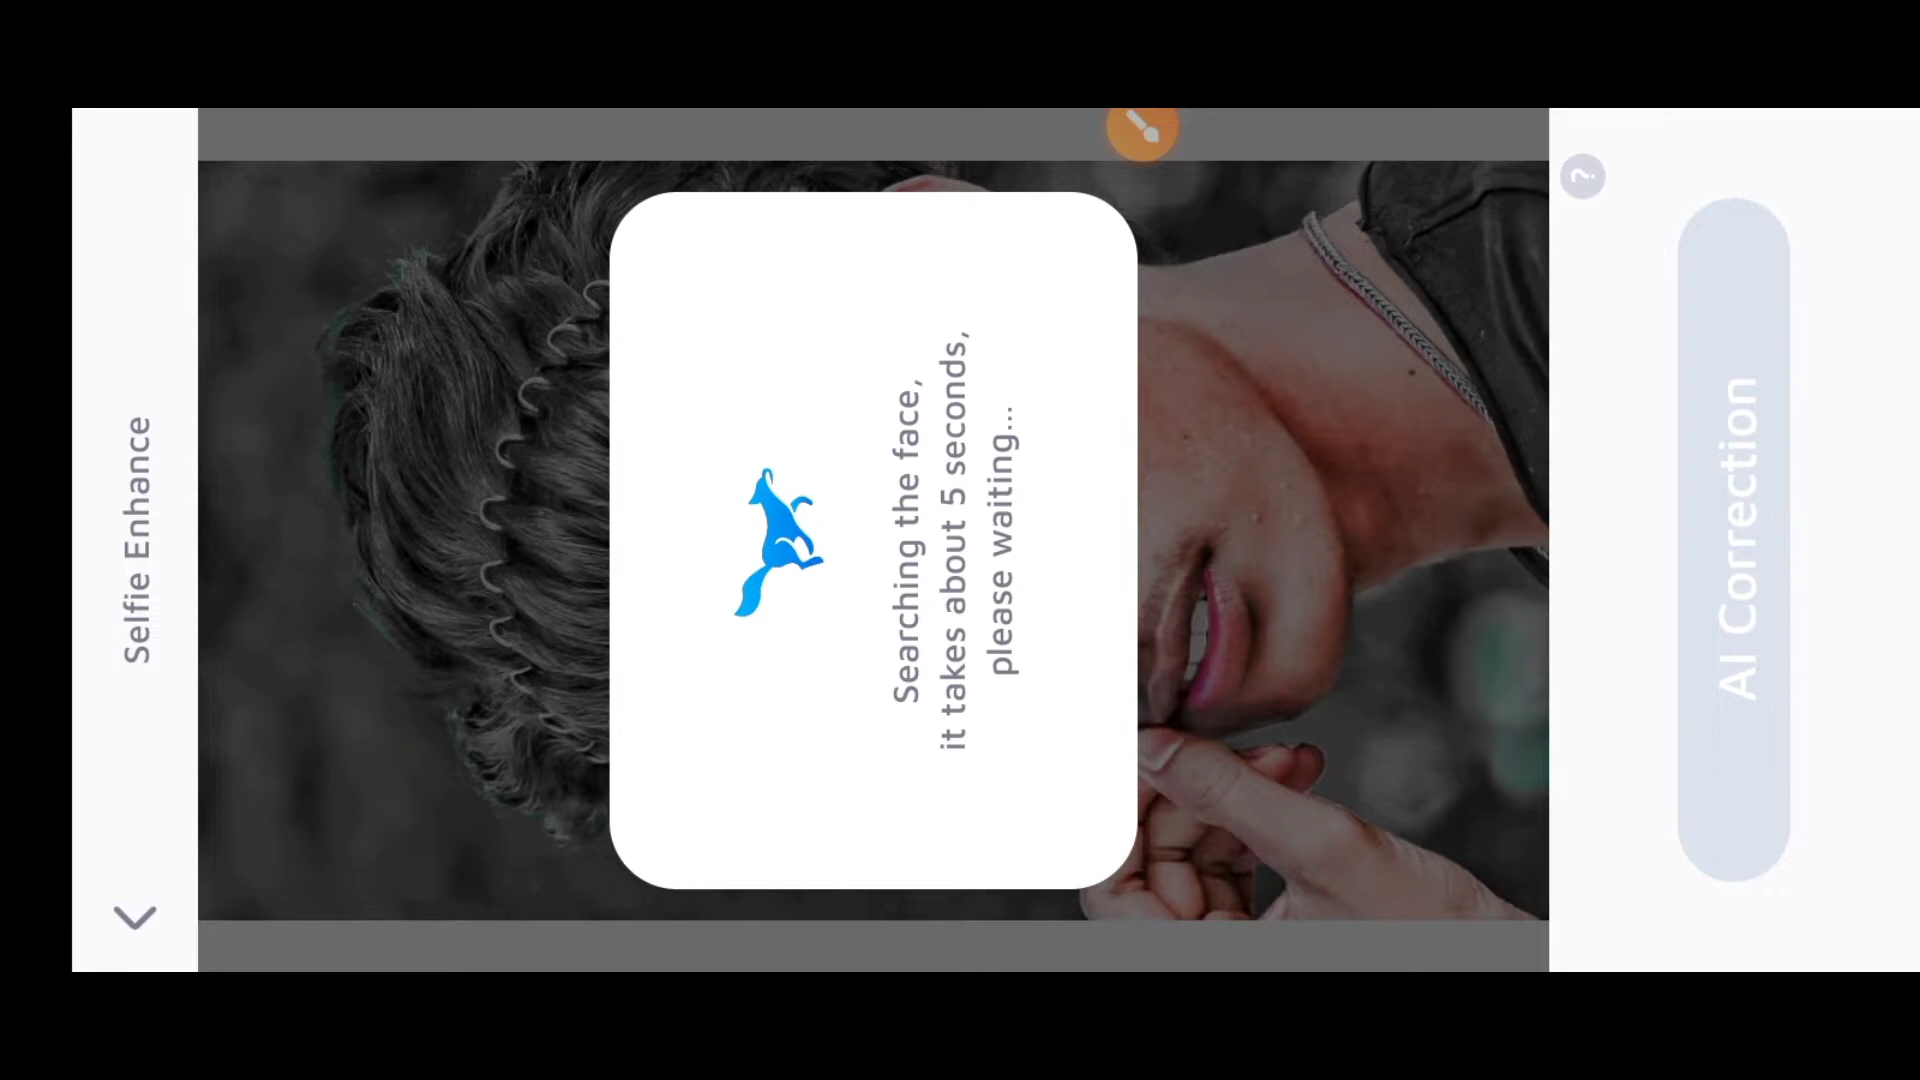 Selfie Enhance
Searching the face,
it takes about 5 seconds,
please waiting...
?
AI Correction